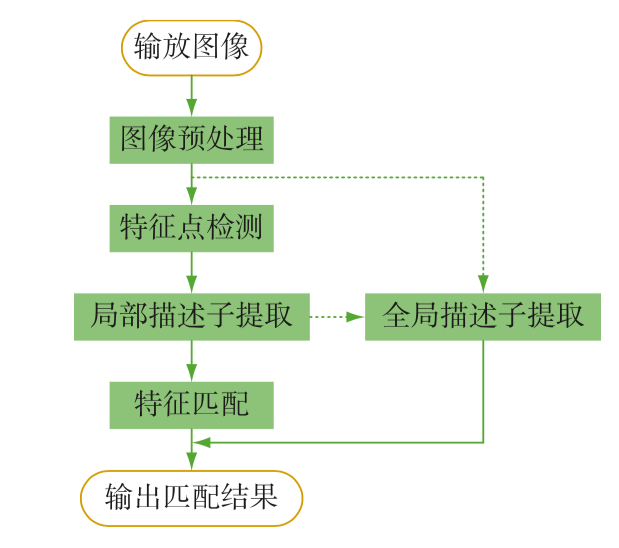 输放图像
图像预处理
特征点检测
局部描述子提取
全局描述子提取
特征匹配
输出匹配结果